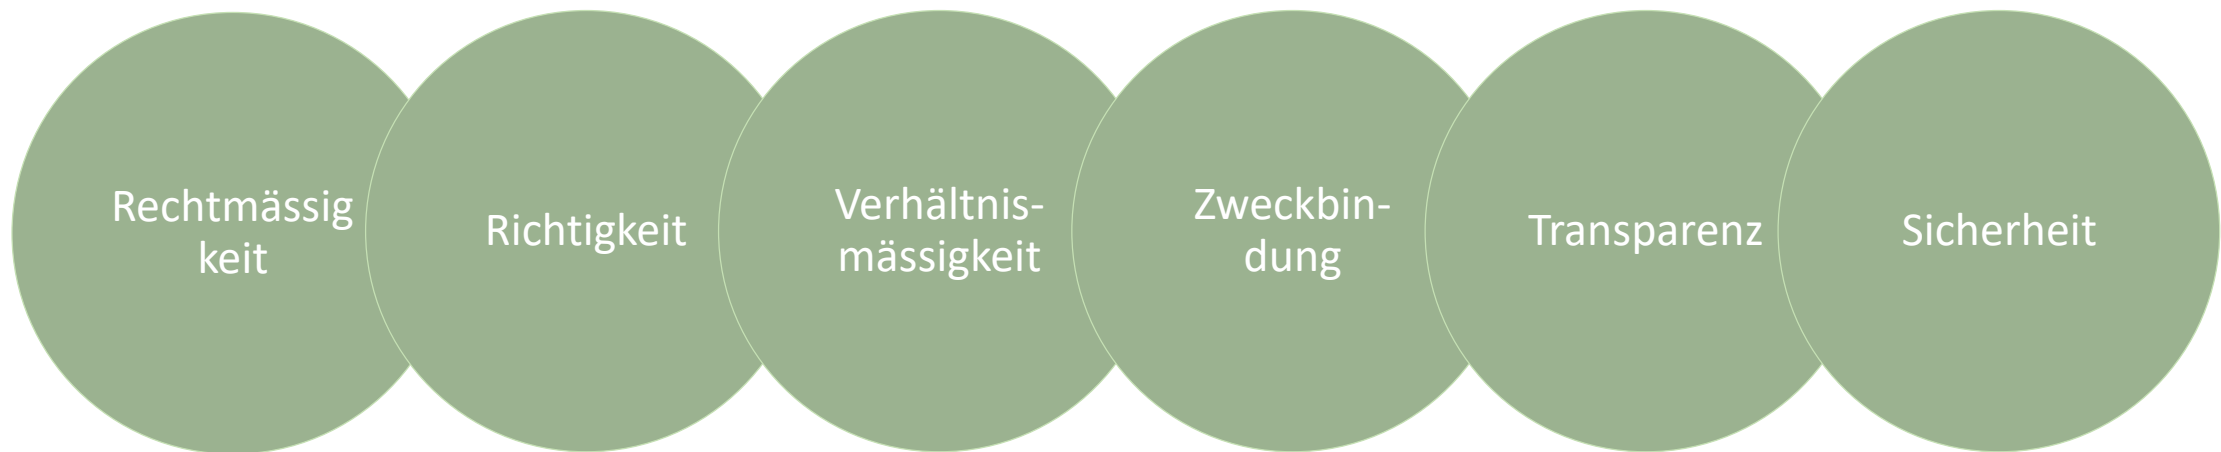 Rechtmässig
keit
Richtigkeit
Verhältnis-
mässigkeit
Zweckbin-
dung
Transparenz
Sicherheit